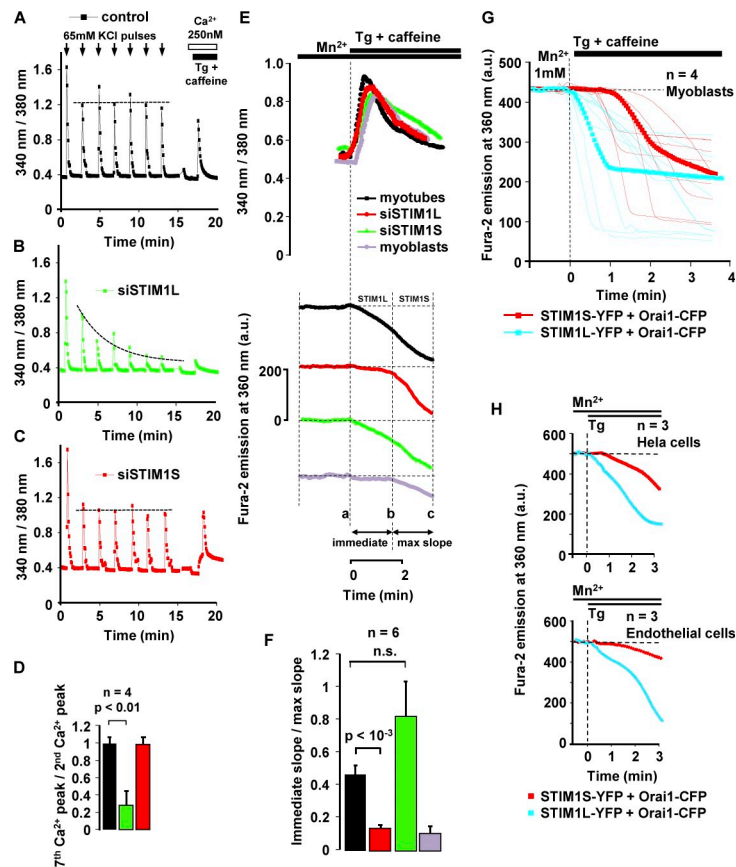 A
control
65mM KCl pulses
Ca2+
250nM
Tg +
caffeine
340 nm / 380 nm
1.6
1.2
0.8
0.4
0
0 5 10 15 20
Time (min)
B
siSTIM1L
340 nm / 380 nm
1.6
1.2
0.8
0.4
0
0 5 10 15 20
Time (min)
C
siSTIM1S
340 nm / 380 nm
1.6
1.2
0.8
0.4
0
0 5 10 15 20
Time (min)
D
n = 4
p < 0.01
7th Ca2+ peak / 2nd Ca2+ peak
1.2
1
0.8
0.6
0.4
0.2
0
E
Tg + caffeine
Mn2+
340 nm / 380 nm
1.0
0.8
0.6
0.4
0.2
0
myotubes
siSTIM1L
siSTIM1S
myoblasts
STIM1L STIM1S
Fura-2 emission at 360 nm (a.u.)
200
0
a b c
immediate max slope
0 2
Time (min)
F
n = 6
n.s.
p < 10-3
Immediate slope / max slope
1.2
1
0.8
0.6
0.4
0.2
0
G
Tg + caffeine
Mn2+
1mM
n = 4
Myoblasts
Fura-2 emission at 360 nm (a.u.)
500
400
300
200
100
0
-1 0 1 2 3 4
Time (min)
STIM1S-YFP + Orai1-CFP
STIM1L-YFP + Orai1-CFP
H
Mn2+
Tg
n = 3
Hela cells
600
400
200
0
0 1 2 3
Time (min)
Fura-2 emission at 360 nm (a.u.)
Mn2+
Tg
n = 3
Endothelial cells
600
400
200
0
0 1 2 3
Time (min)
STIM1S-YFP + Orai1-CFP
STIM1L-YFP + Orai1-CFP